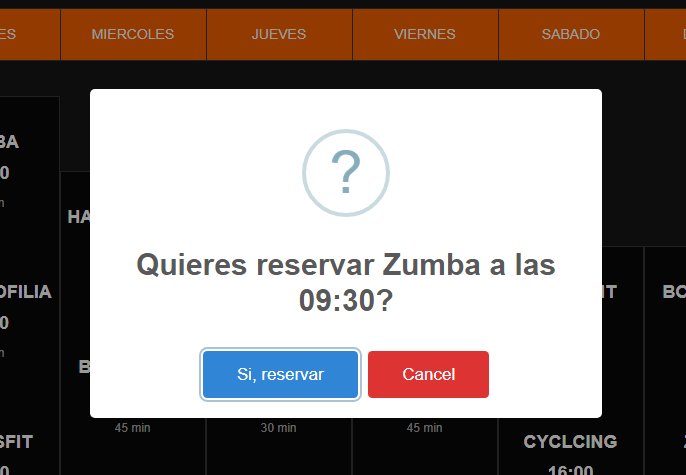 ES MIERCOLES JUEVES VIERNES SABADO
BA
0
HA
?
Quieres reservar Zumba a las
09:30?
OFILIA
IT
BO
0
B
Si, reservar
Cancel
45 min
30 min
45 min
SFIT
CYCLCING
0
16:00